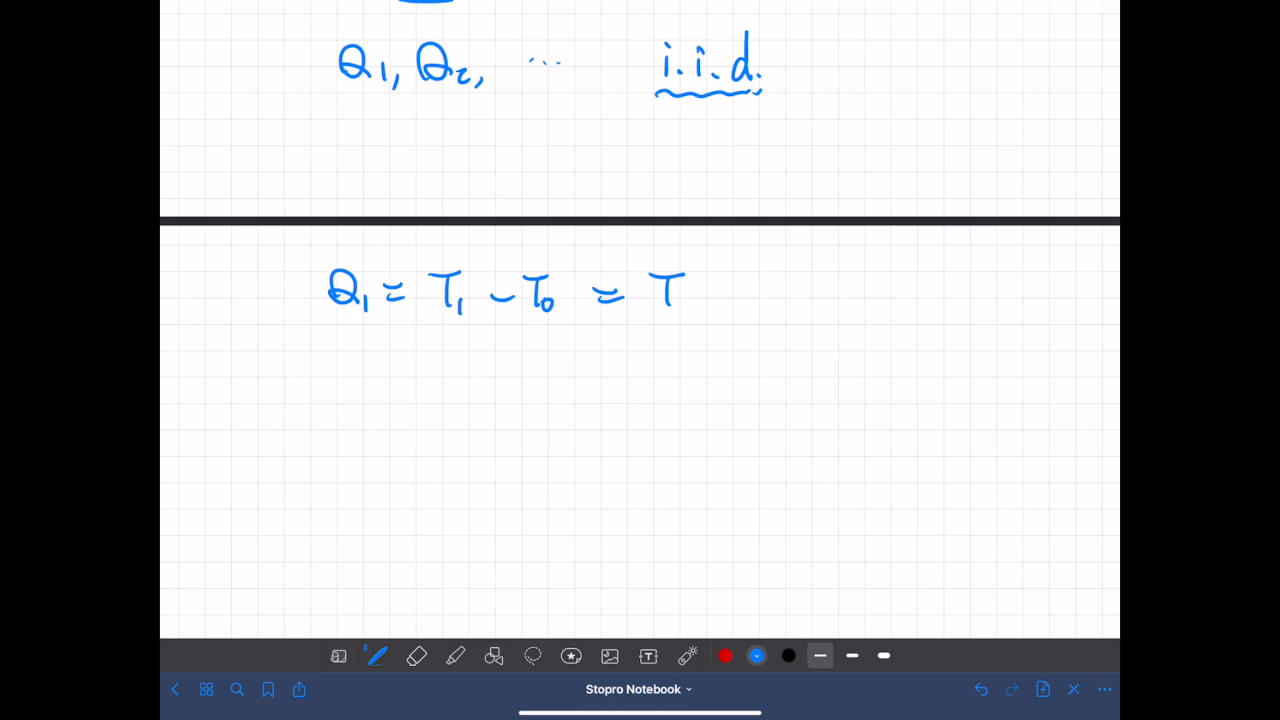 Q₁, Q₂, ... i.i.d.
Q₁ = T₁ - T₀ = T
Stopro Notebook